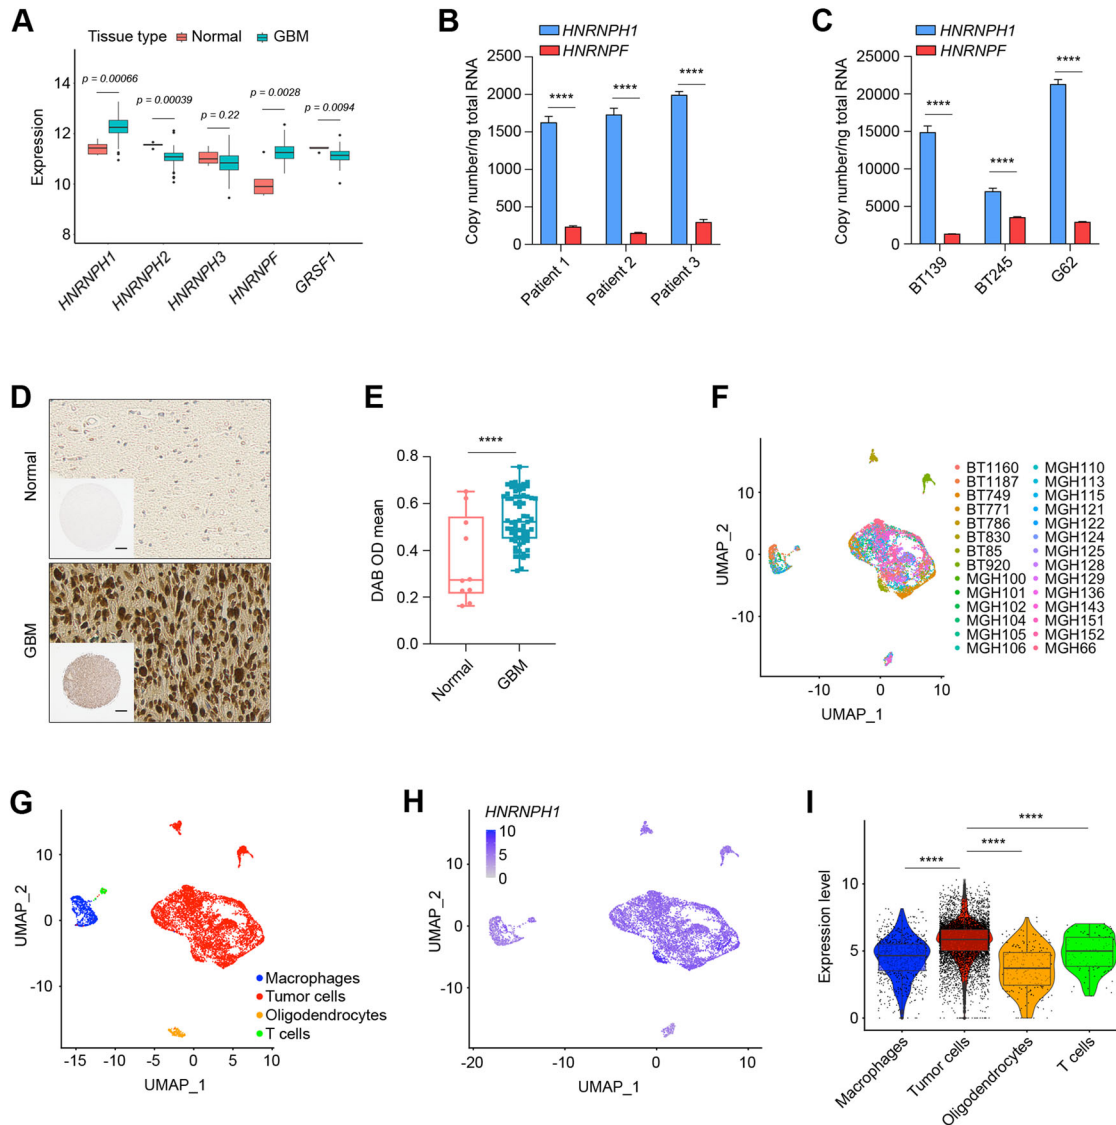 A
Tissue type Normal GBM
p = 0.00066
p = 0.00039
p = 0.22
p = 0.0028
p = 0.0094
Expression
14
12
10
8
HNRNPH1
HNRNPH2
HNRNPH3
HNRNPF
GRSF1
B
HNRNPH1
HNRNPF
Copy number/ng total RNA
2500
2000
1500
1000
500
0
****
****
****
Patient 1
Patient 2
Patient 3
C
HNRNPH1
HNRNPF
Copy number/ng total RNA
25000
20000
15000
10000
5000
0
****
****
****
BT139
BT245
G62
D
Normal
GBM
E
****
DAB OD mean
0.8
0.6
0.4
0.2
0.0
Normal
GBM
F
UMAP_2
10
0
-10
-10
0
10
UMAP_1
BT1160
BT1187
BT749
BT771
BT786
BT830
BT85
BT920
MGH100
MGH101
MGH102
MGH104
MGH105
MGH106
MGH110
MGH113
MGH115
MGH121
MGH122
MGH124
MGH125
MGH128
MGH129
MGH136
MGH143
MGH151
MGH152
MGH66
G
UMAP_2
10
0
-10
-15
-10
-5
0
5
10
UMAP_1
Macrophages
Tumor cells
Oligodendrocytes
T cells
H
HNRNPH1
10
5
0
UMAP_2
10
0
-10
-20
-10
0
10
UMAP_1
I
****
****
****
Expression level
10
5
0
Macrophages
Tumor cells
Oligodendrocytes
T cells